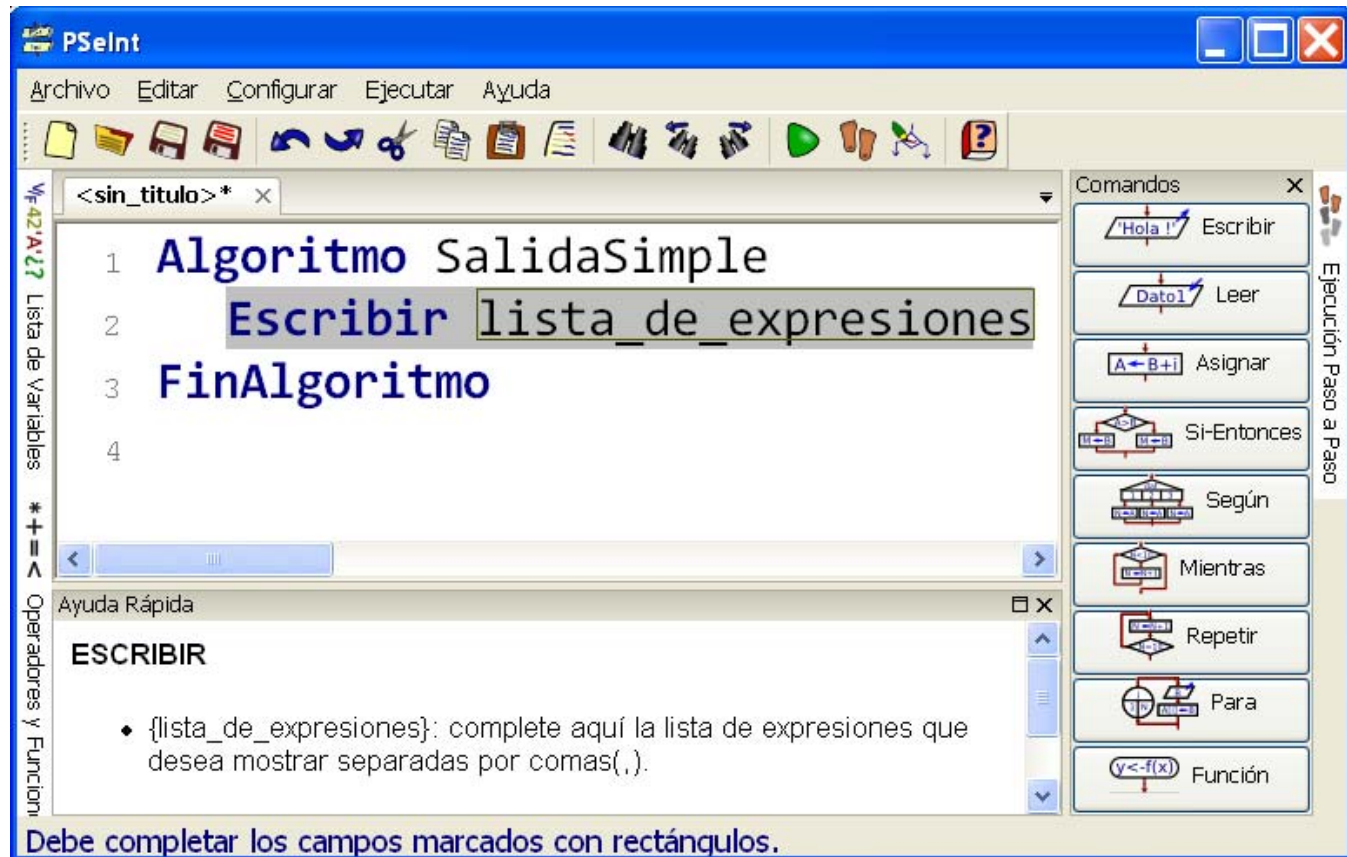 PSeInt
Archivo Editar Configurar Ejecutar Ayuda
<sin_titulo>*
1 Algoritmo SalidaSimple
2 Escribir lista_de_expresiones
3 FinAlgoritmo
4
Ayuda Rápida
ESCRIBIR
• {lista_de_expresiones}: complete aquí la lista de expresiones que
desea mostrar separadas por comas(,).
Debe completar los campos marcados con rectángulos.
42'A'¿? Lista de Variables
*+=< Operadores y Funcion
Comandos
'Hola !' Escribir
Dato1 Leer
A←B+i Asignar
Si-Entonces
Según
Mientras
Repetir
Para
y<-f(x) Función
Ejecución Paso a Paso